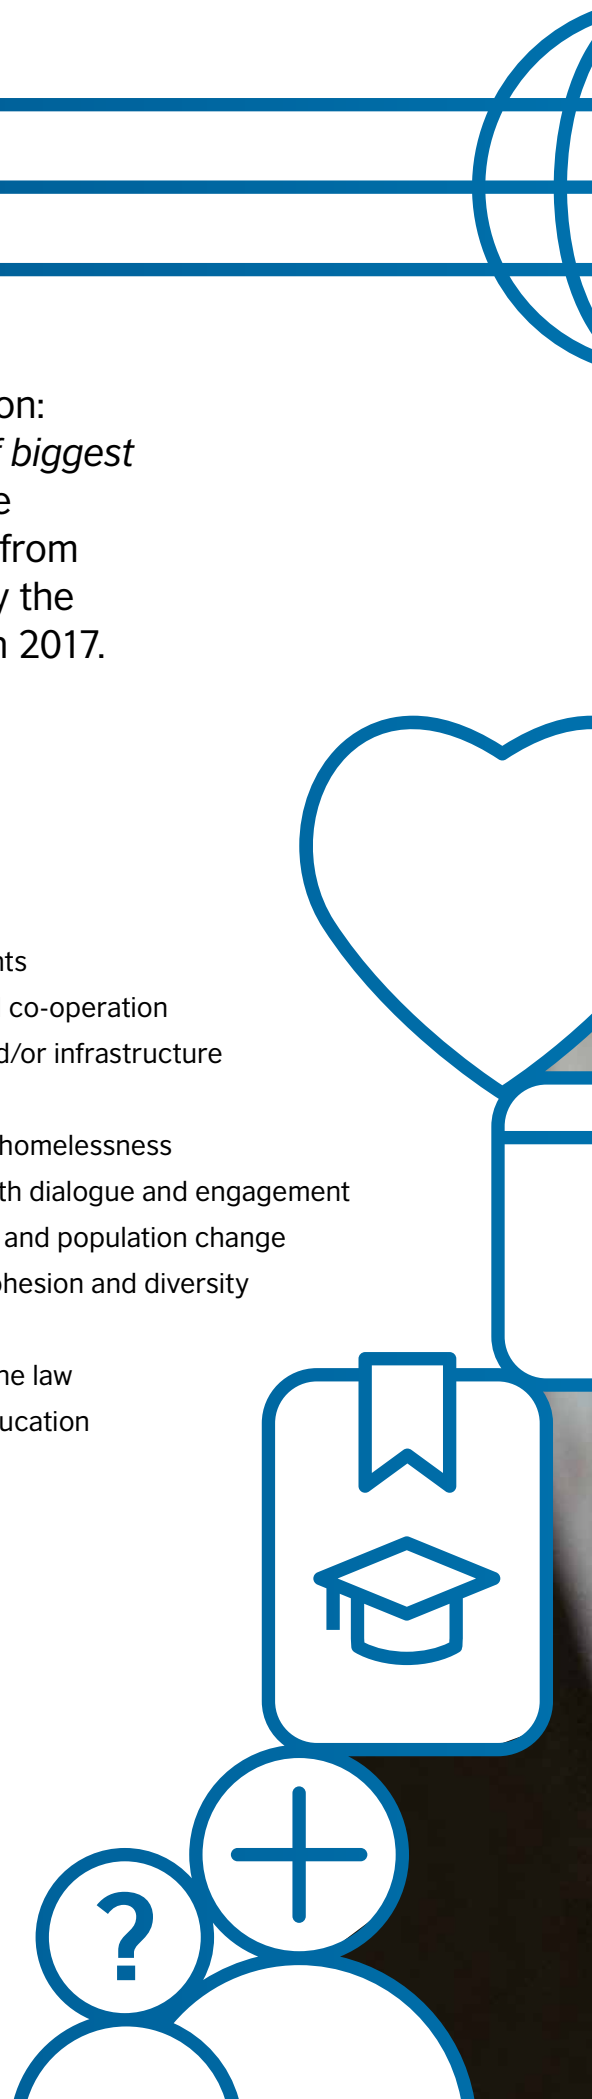 on:
f biggest
e
from
y the
n 2017.
nts
co-operation
d/or infrastructure
homelessness
th dialogue and engagement
and population change
ohesion and diversity
he law
ucation
?